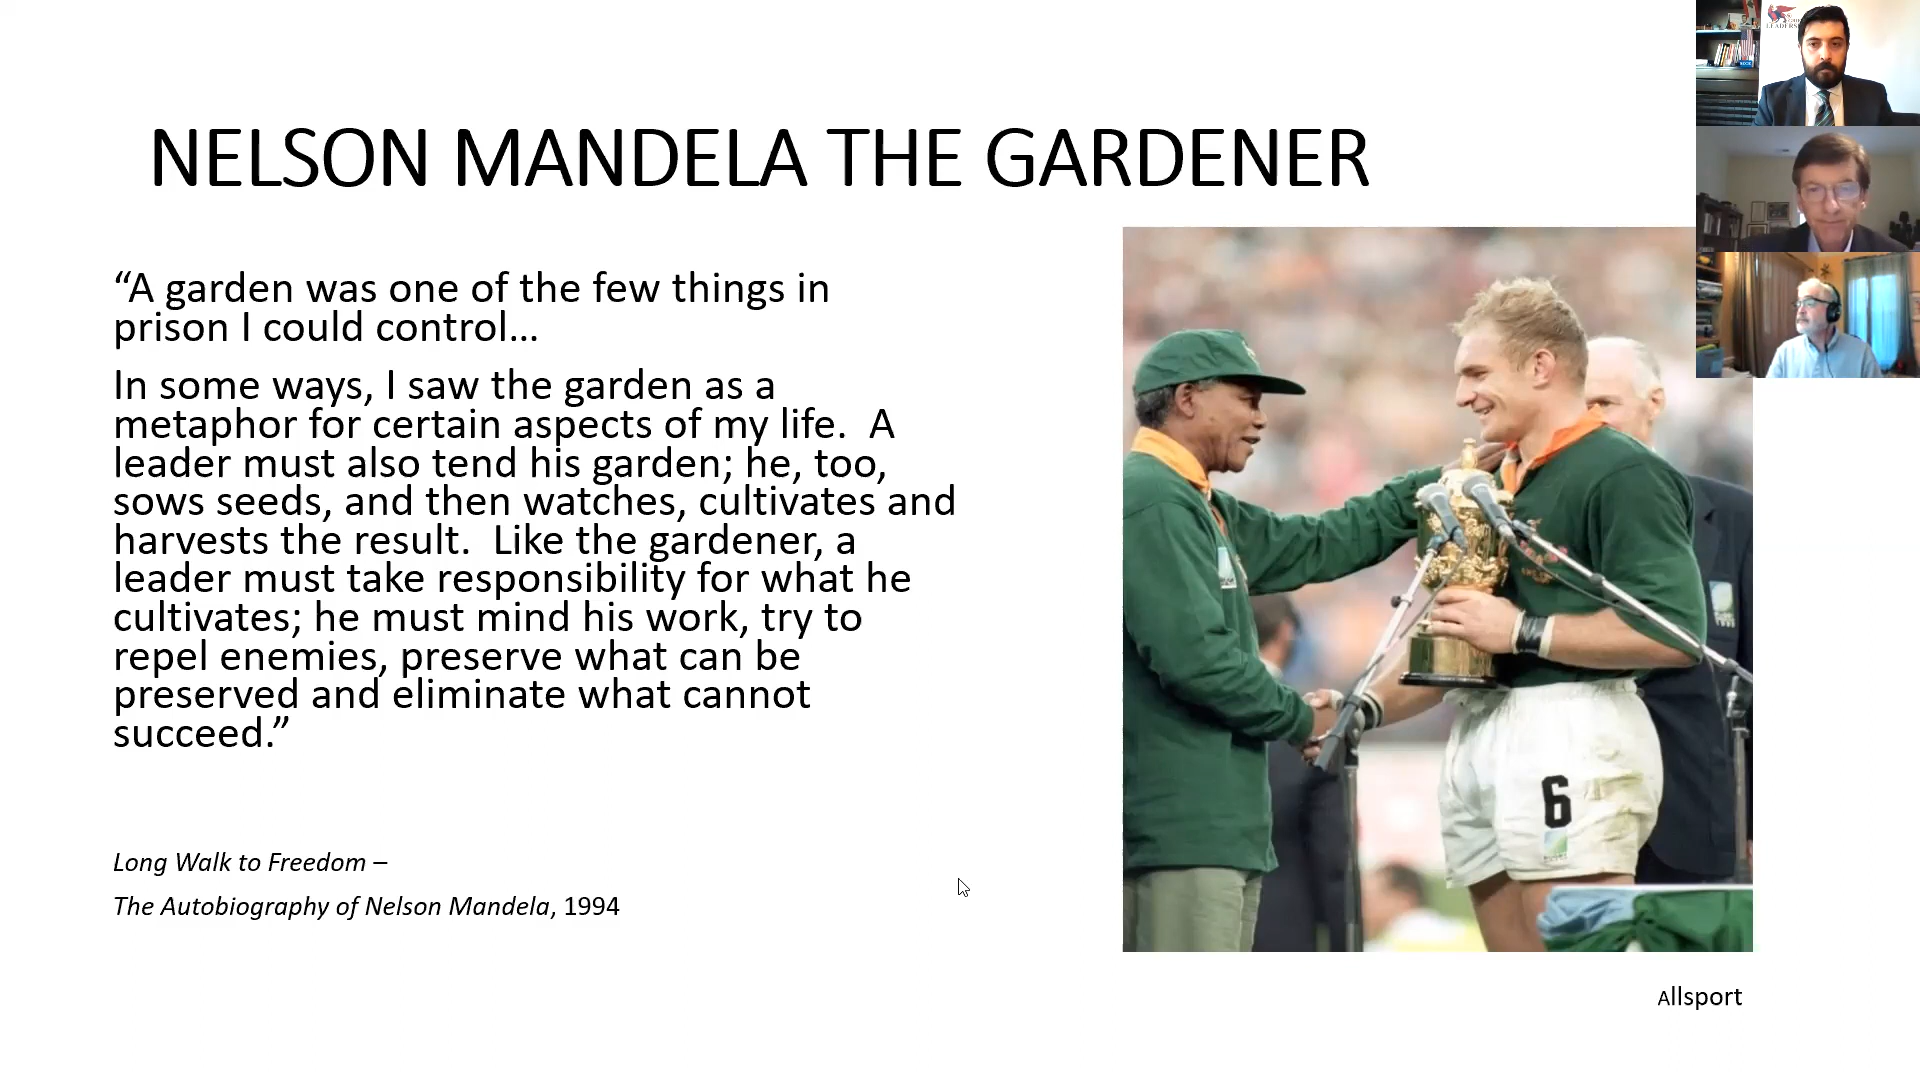 NELSON MANDELA THE GARDENER
“A garden was one of the few things in
prison I could control…
In some ways, I saw the garden as a
metaphor for certain aspects of my life.  A
leader must also tend his garden; he, too,
sows seeds, and then watches, cultivates and
harvests the result.  Like the gardener, a
leader must take responsibility for what he
cultivates; he must mind his work, try to
repel enemies, preserve what can be
preserved and eliminate what cannot
succeed.”
Long Walk to Freedom –
The Autobiography of Nelson Mandela, 1994
6
Allsport